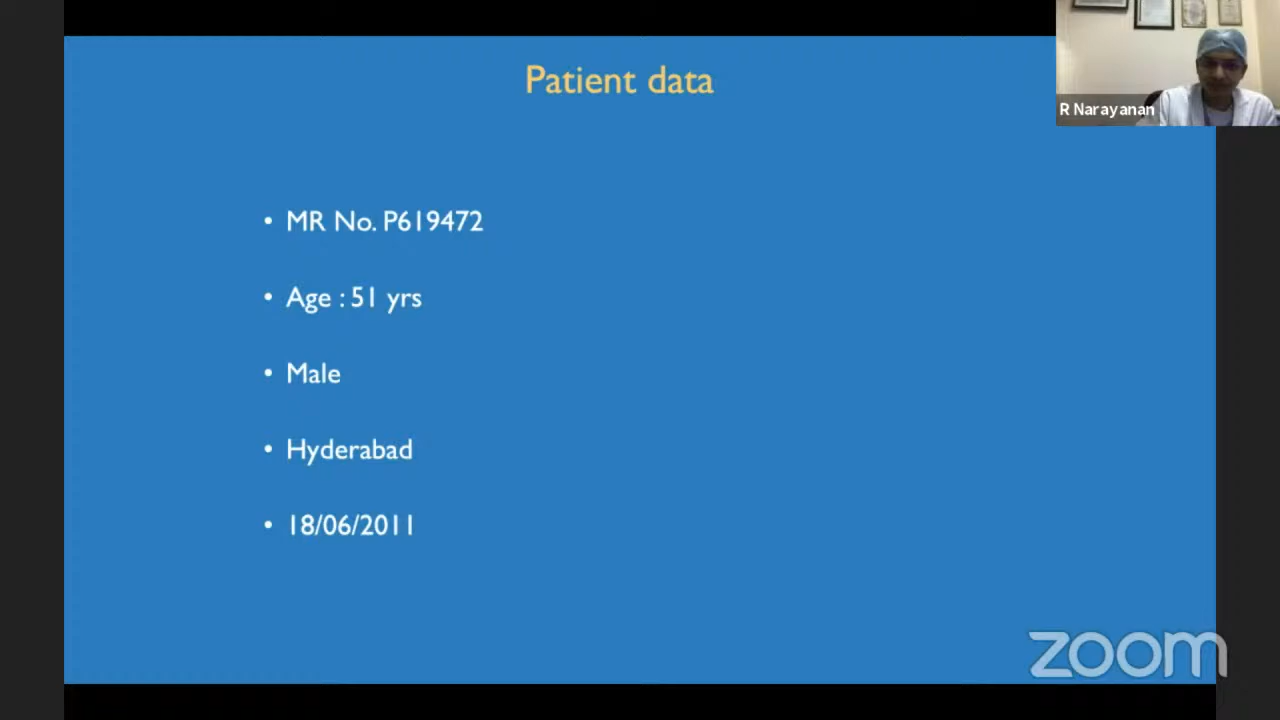 Patient data
R Narayanan
• MR No. P619472
• Age : 51 yrs
• Male
• Hyderabad
• 18/06/2011
zoom